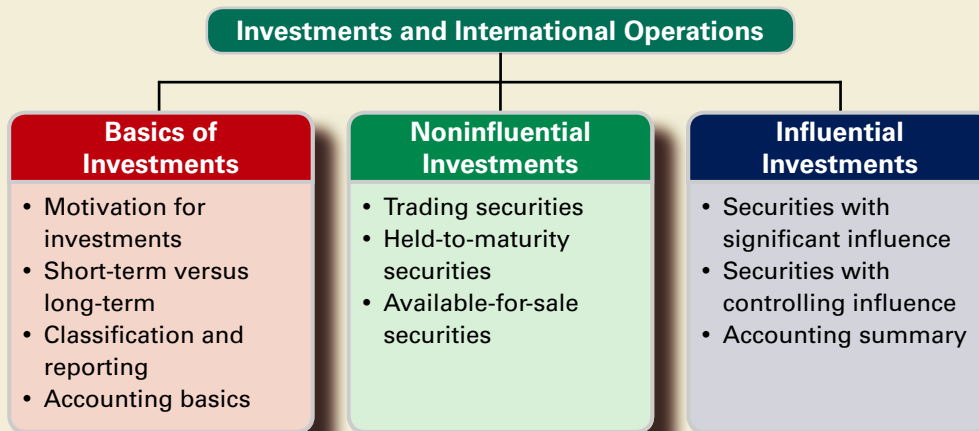 Investments and International Operations
Basics of
Investments
• Motivation for
investments
• Short-term versus
long-term
• Classification and
reporting
• Accounting basics
Noninfluential
Investments
• Trading securities
• Held-to-maturity
securities
• Available-for-sale
securities
Influential
Investments
• Securities with
significant influence
• Securities with
controlling influence
• Accounting summary